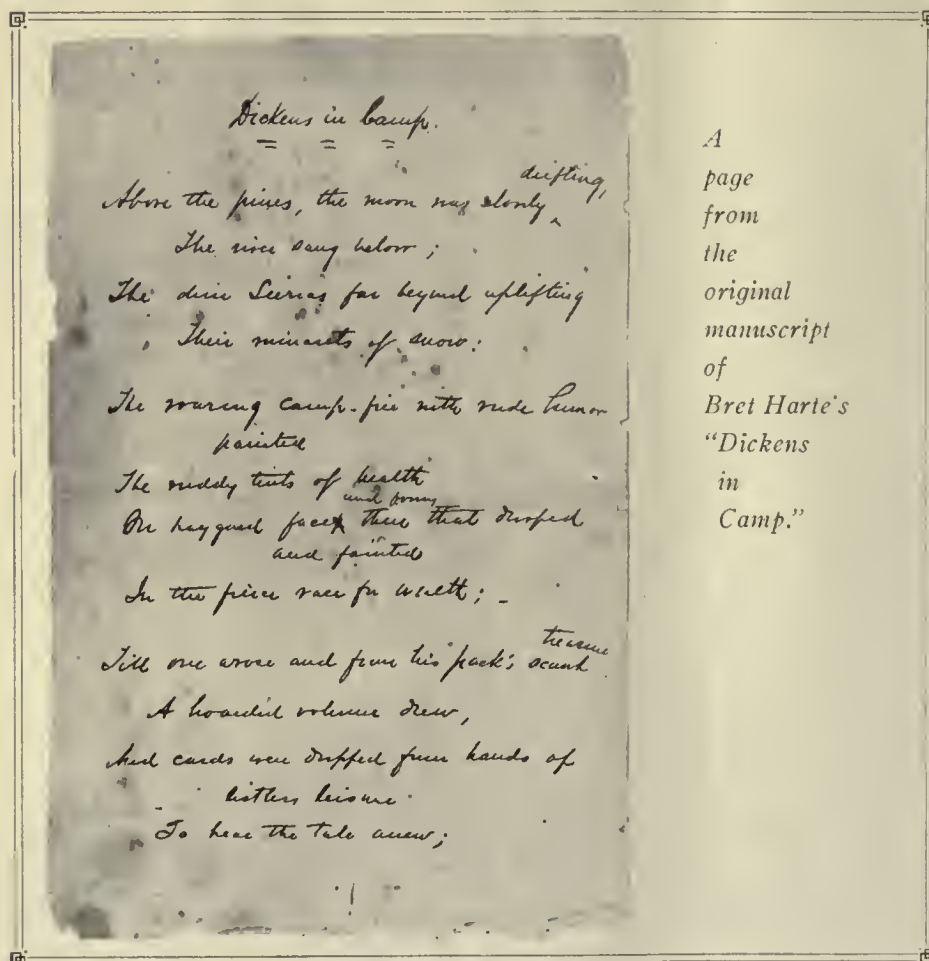 Dickens in Camp.
drifting,
Above the pines, the moon was slowly
The river sang below;
The dim Sierras far beyond uplifting
Their minarets of snow:
The roaring camp-fire with rude humor
painted
The ruddy tints of health
and form
On haggard face that drooped
and fainted
In the fierce race for wealth;
treasure
Till one arose and from his pack's scant
A hoarded volume drew,
And cards were dropped from hands of
listless leisure
To hear the tale anew;
A
page
from
the
original
manuscript
of
Bret Harte's
"Dickens
in
Camp."